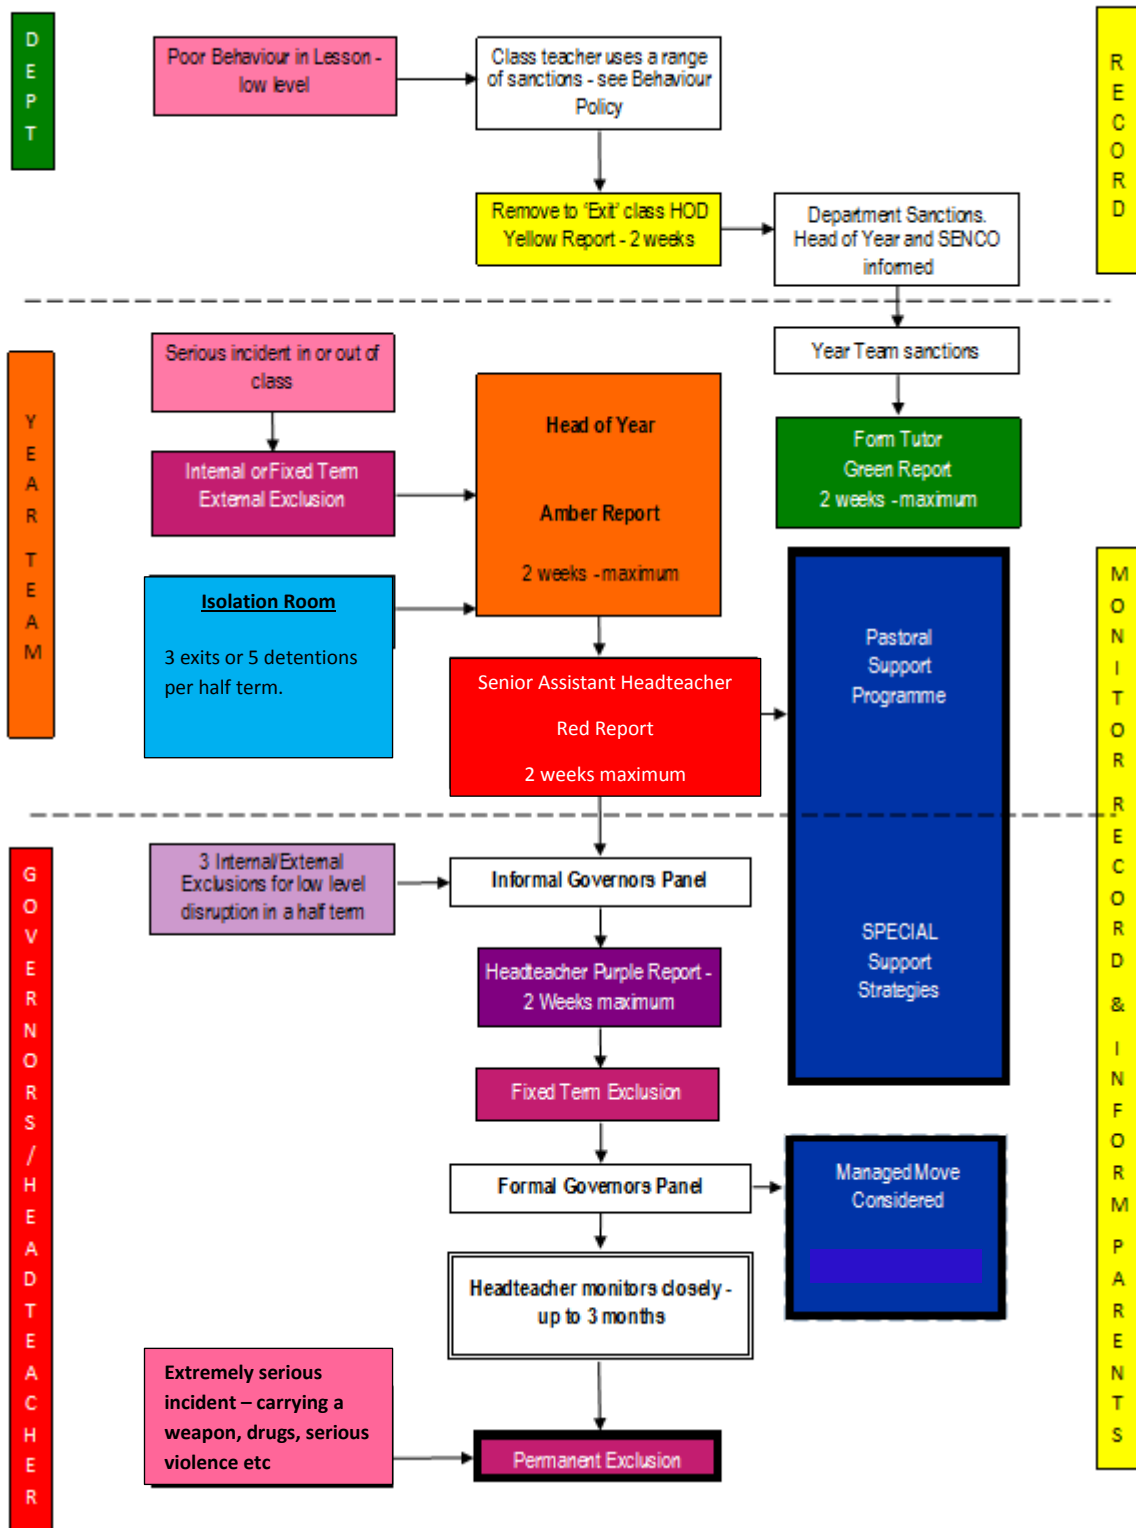 DEPT
Poor Behaviour in Lesson -
low level
Class teacher uses a range
of sanctions - see Behaviour
Policy
RECORD
Remove to 'Exit' class HOD
Yellow Report - 2 weeks
Department Sanctions.
Head of Year and SENCO
informed
YEAR TEAM
Serious incident in or out of
class
Year Team sanctions
Head of Year
Amber Report
2 weeks - maximum
Form Tutor
Green Report
2 weeks - maximum
Internal or Fixed Term
External Exclusion
Isolation Room
3 exits or 5 detentions
per half term.
Senior Assistant Headteacher
Red Report
2 weeks maximum
Pastoral
Support
Programme
SPECIAL
Support
Strategies
MONITOR RECORD & INFORM PARENTS
GOVERNORS/HEADTEACHER
3 Internal/External
Exclusions for low level
disruption in a half term
Informal Governors Panel
Headteacher Purple Report -
2 Weeks maximum
Fixed Term Exclusion
Formal Governors Panel
Managed Move
Considered
Headteacher monitors closely -
up to 3 months
Extremely serious
incident – carrying a
weapon, drugs, serious
violence etc
Permanent Exclusion